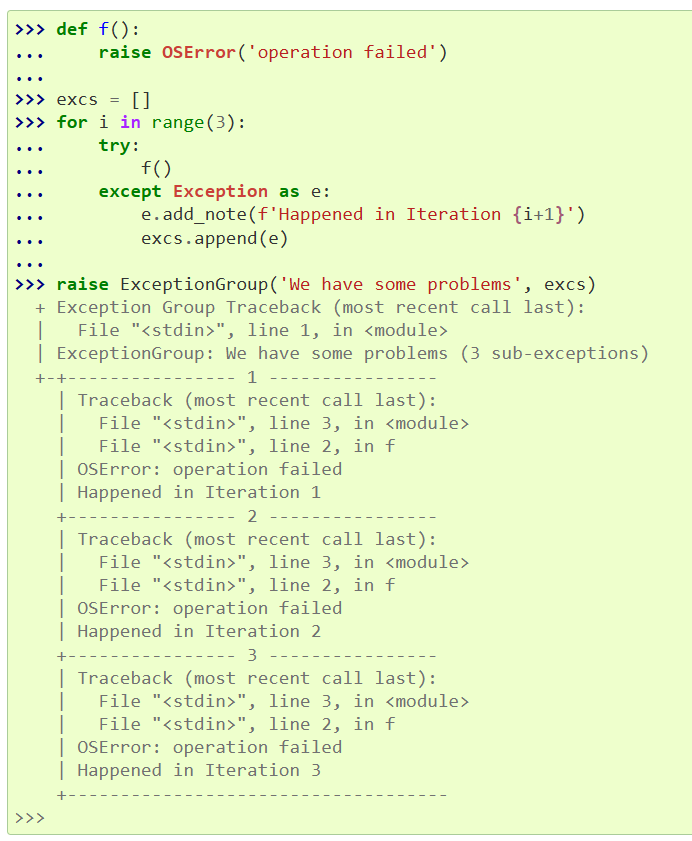 >>> def f():
...     raise OSError('operation failed')
...
>>> excs = []
>>> for i in range(3):
...     try:
...         f()
...     except Exception as e:
...         e.add_note(f'Happened in Iteration {i+1}')
...         excs.append(e)
...
>>> raise ExceptionGroup('We have some problems', excs)
  + Exception Group Traceback (most recent call last):
  |   File "<stdin>", line 1, in <module>
  | ExceptionGroup: We have some problems (3 sub-exceptions)
  +-+---------------- 1 ----------------
    | Traceback (most recent call last):
    |   File "<stdin>", line 3, in <module>
    |   File "<stdin>", line 2, in f
    | OSError: operation failed
    | Happened in Iteration 1
    +---------------- 2 ----------------
    | Traceback (most recent call last):
    |   File "<stdin>", line 3, in <module>
    |   File "<stdin>", line 2, in f
    | OSError: operation failed
    | Happened in Iteration 2
    +---------------- 3 ----------------
    | Traceback (most recent call last):
    |   File "<stdin>", line 3, in <module>
    |   File "<stdin>", line 2, in f
    | OSError: operation failed
    | Happened in Iteration 3
    +------------------------------------
>>>